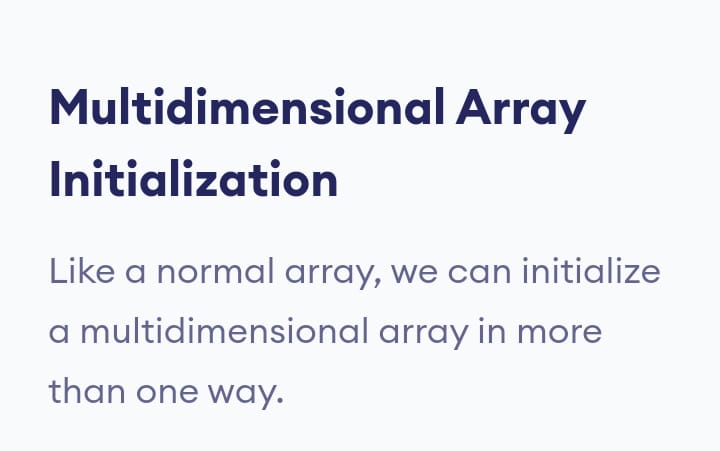 Multidimensional Array
Initialization
Like a normal array, we can initialize
a multidimensional array in more
than one way.